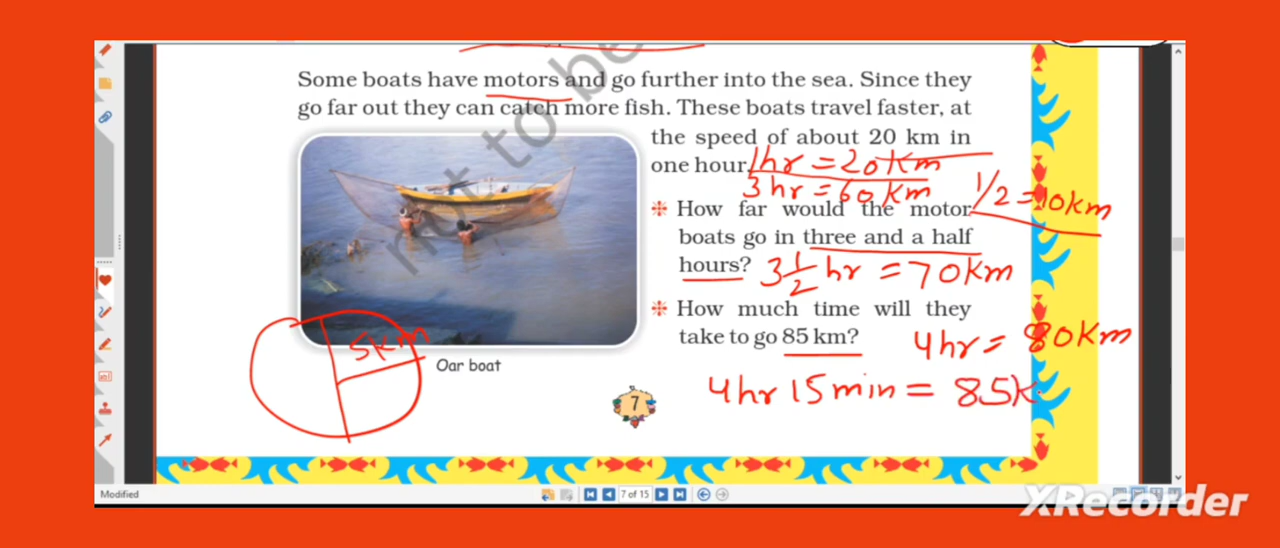 Some boats have motors and go further into the sea. Since they
go far out they can catch more fish. These boats travel faster, at
the speed of about 20 km in
one hour.
1hr = 20km
3hr = 60km
1/2 = 10km
How far would the motor
boats go in three and a half
hours?
3 1/2 hr = 70km
How much time will they
take to go 85 km?
4hr = 80km
4hr 15min = 85k
5km
Oar boat
7
not to be
Modified
7 of 15
XRecorder